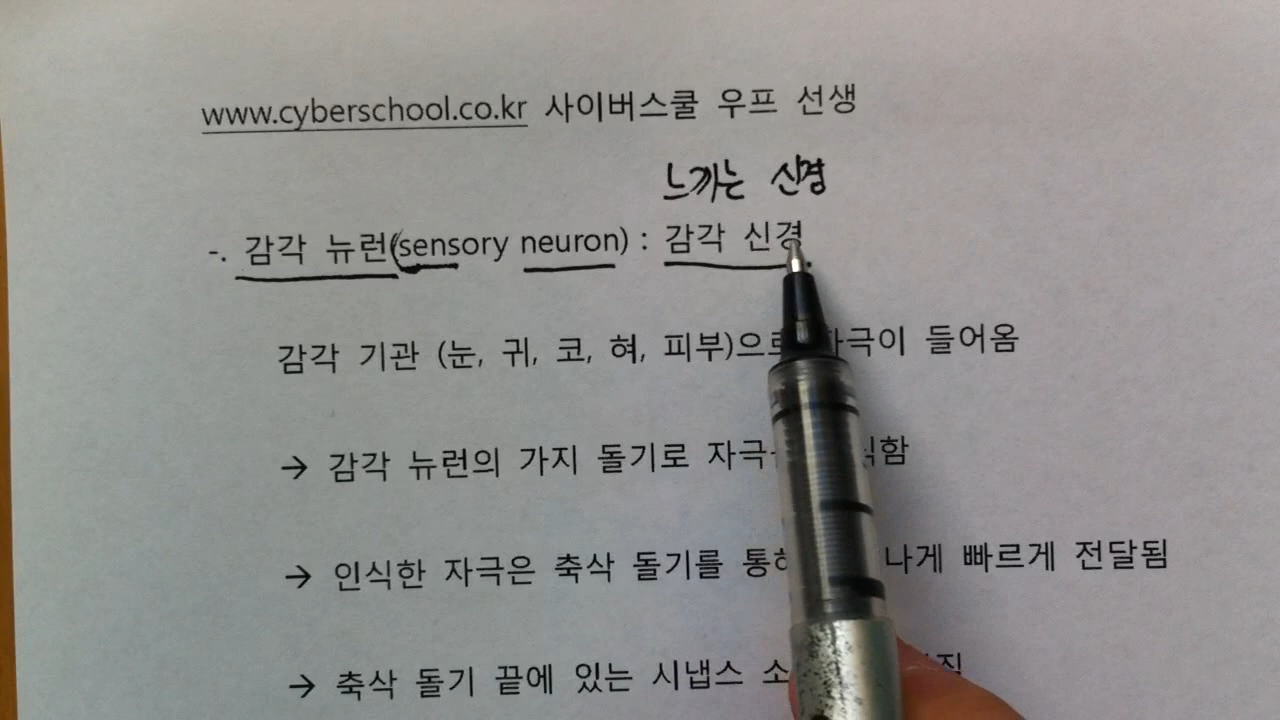 www.cyberschool.co.kr 사이버스쿨 우프 선생
느끼는 신경
-. 감각 뉴런(sensory neuron) : 감각 신경
감각 기관 (눈, 귀, 코, 혀, 피부)으로 자극이 들어옴
→ 감각 뉴런의 가지 돌기로 자극 함
→ 인식한 자극은 축삭 돌기를 나게 빠르게 전달됨
→ 축삭 돌기 끝에 있는 시냅스